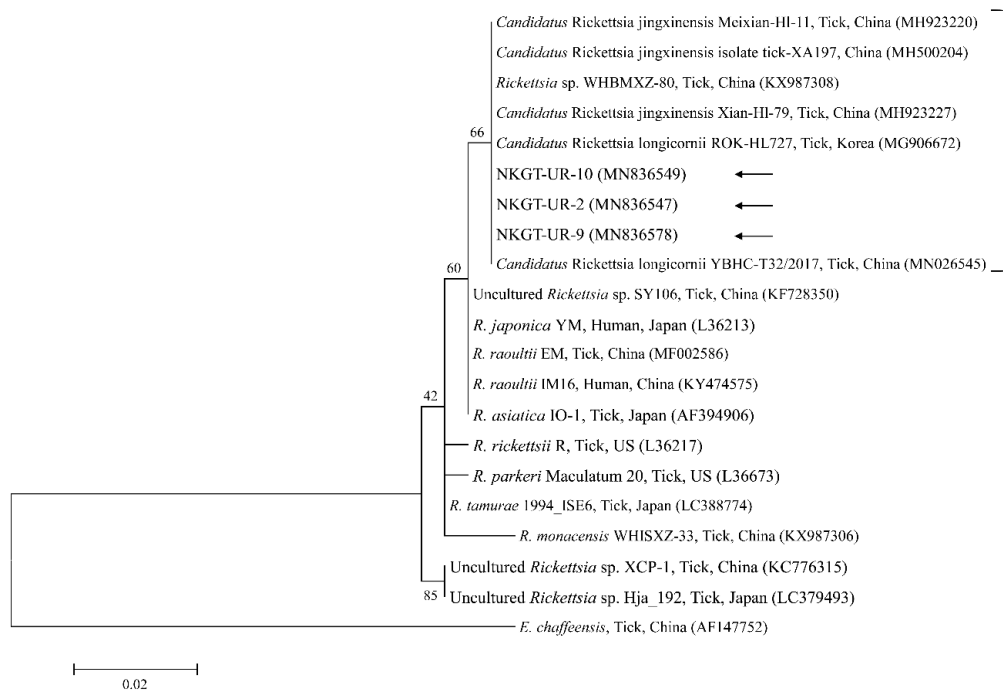 Candidatus Rickettsia jingxinensis Meixian-Hl-11, Tick, China (MH923220)
Candidatus Rickettsia jingxinensis isolate tick-XA197, China (MH500204)
Rickettsia sp. WHBMXZ-80, Tick, China (KX987308)
Candidatus Rickettsia jingxinensis Xian-Hl-79, Tick, China (MH923227)
66
Candidatus Rickettsia longicornii ROK-HL727, Tick, Korea (MG906672)
NKGT-UR-10 (MN836549)
NKGT-UR-2 (MN836547)
NKGT-UR-9 (MN836578)
Candidatus Rickettsia longicornii YBHC-T32/2017, Tick, China (MN026545)
60
Uncultured Rickettsia sp. SY106, Tick, China (KF728350)
R. japonica YM, Human, Japan (L36213)
R. raoultii EM, Tick, China (MF002586)
R. raoultii IM16, Human, China (KY474575)
42
R. asiatica IO-1, Tick, Japan (AF394906)
R. rickettsii R, Tick, US (L36217)
R. parkeri Maculatum 20, Tick, US (L36673)
R. tamurae 1994_ISE6, Tick, Japan (LC388774)
R. monacensis WHISXZ-33, Tick, China (KX987306)
Uncultured Rickettsia sp. XCP-1, Tick, China (KC776315)
85
Uncultured Rickettsia sp. Hja_192, Tick, Japan (LC379493)
E. chaffeensis, Tick, China (AF147752)
0.02